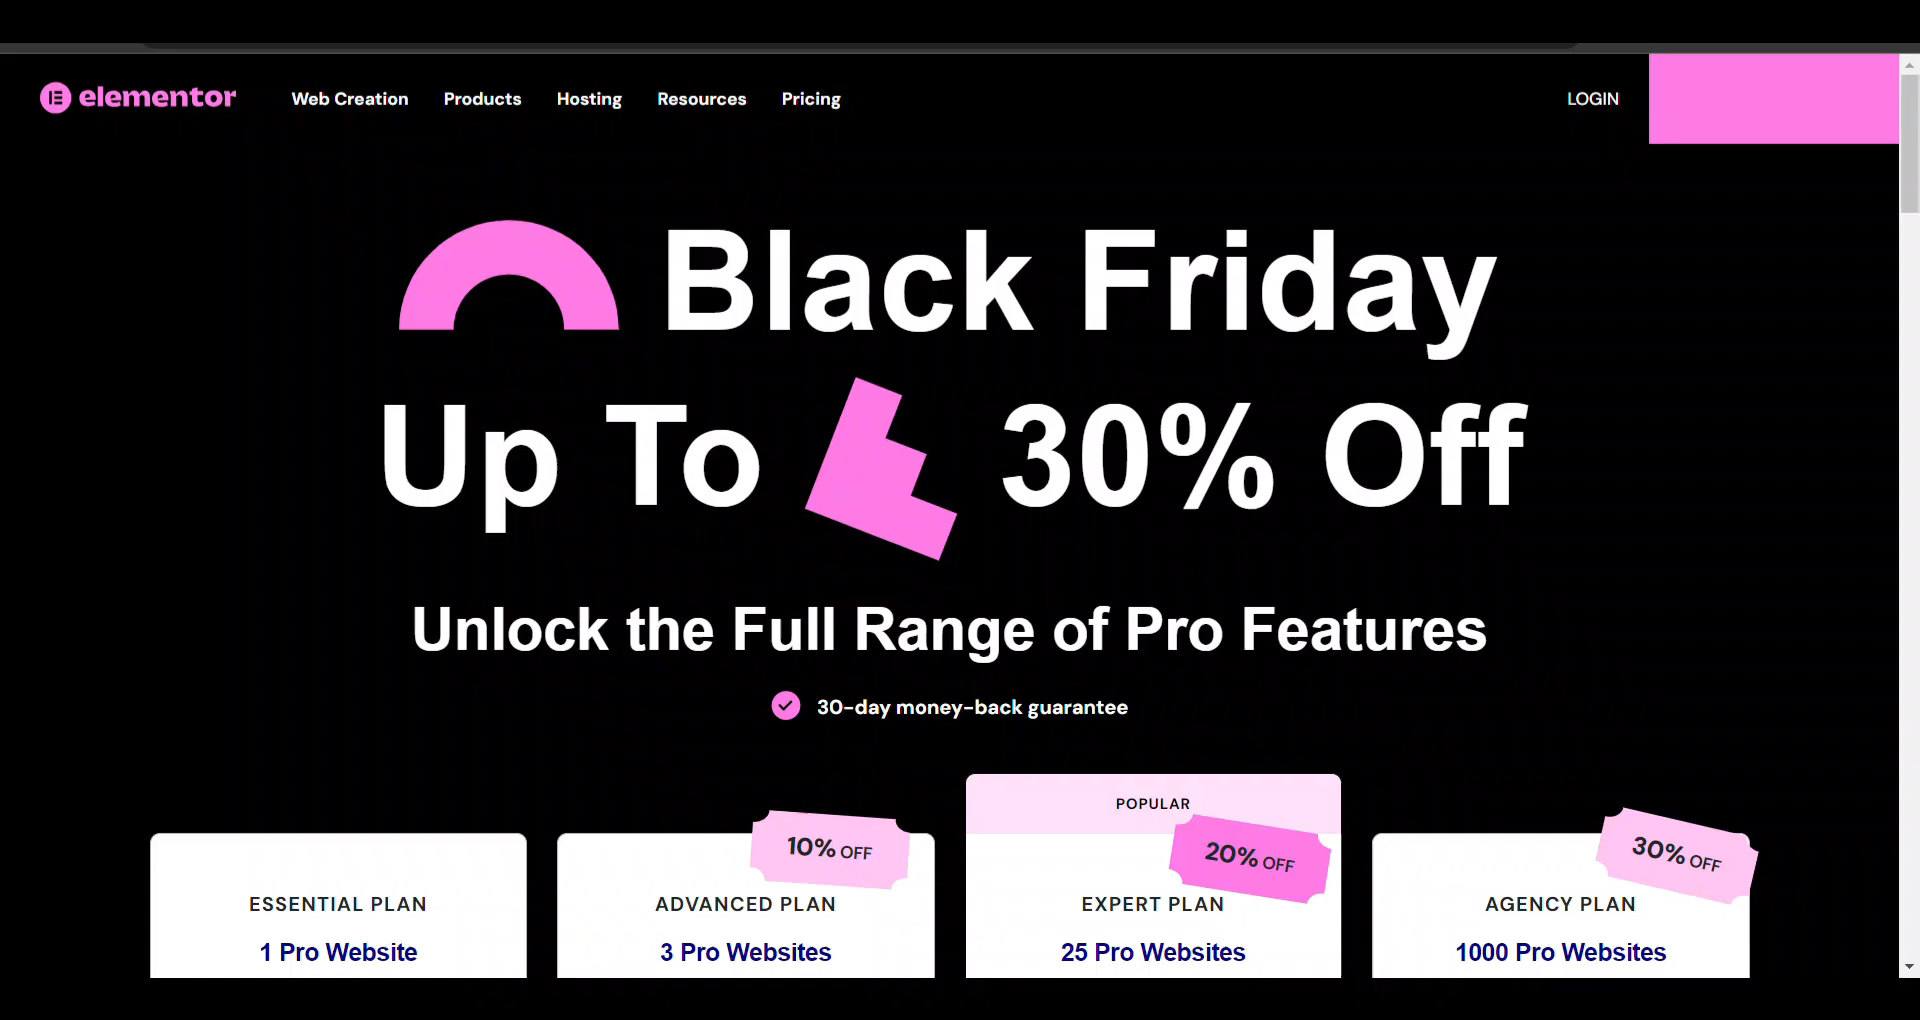 elementor
Web Creation Products Hosting Resources Pricing LOGIN
Black Friday
Up To 30% Off
Unlock the Full Range of Pro Features
30-day money-back guarantee
ESSENTIAL PLAN
1 Pro Website
10% OFF
ADVANCED PLAN
3 Pro Websites
POPULAR
20% OFF
EXPERT PLAN
25 Pro Websites
30% OFF
AGENCY PLAN
1000 Pro Websites